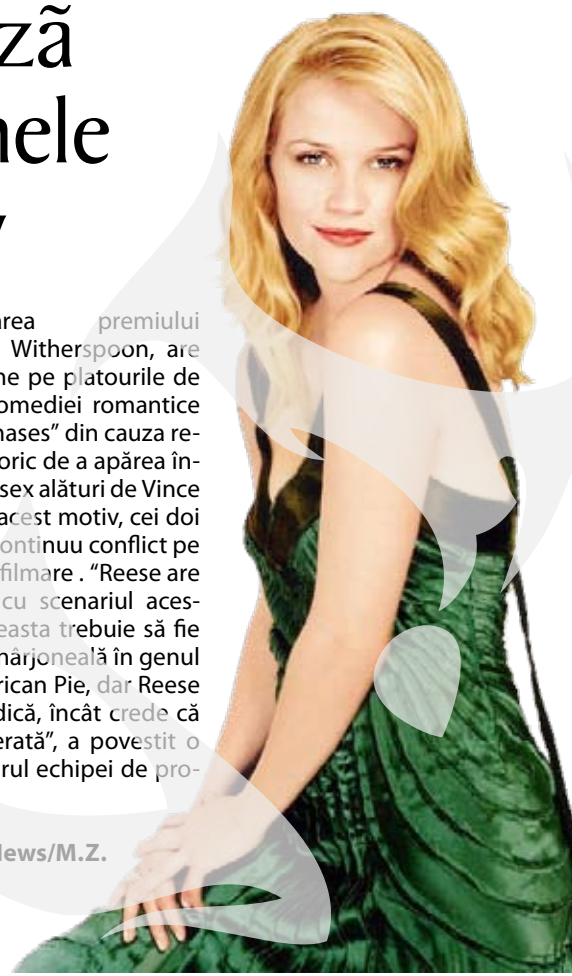 ză
nele
area premiului
Witherspoon, are
ne pe platourile de
omediei romantice
mases” din cauza re-
oric de a apărea în-
sex alături de Vince
acest motiv, cei doi
ontinuu conflict pe
filmare . “Reese are
cu scenariul aces-
easta trebuie să fie
hârjoneală în genul
rican Pie, dar Reese
dică, încât crede că
erată”, a povestit o
rul echipei de pro-
News/M.Z.